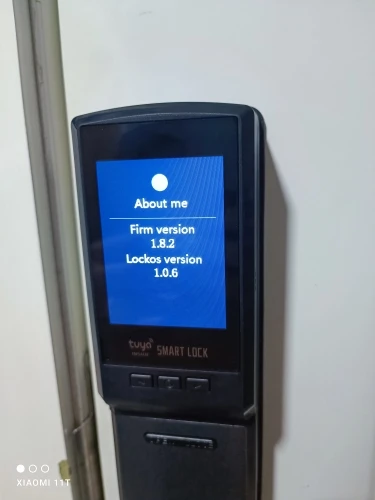 About me
Firm version
1.8.2
Lockos version
1.0.6
tuya
SMART LOCK
XIAOMI 11T